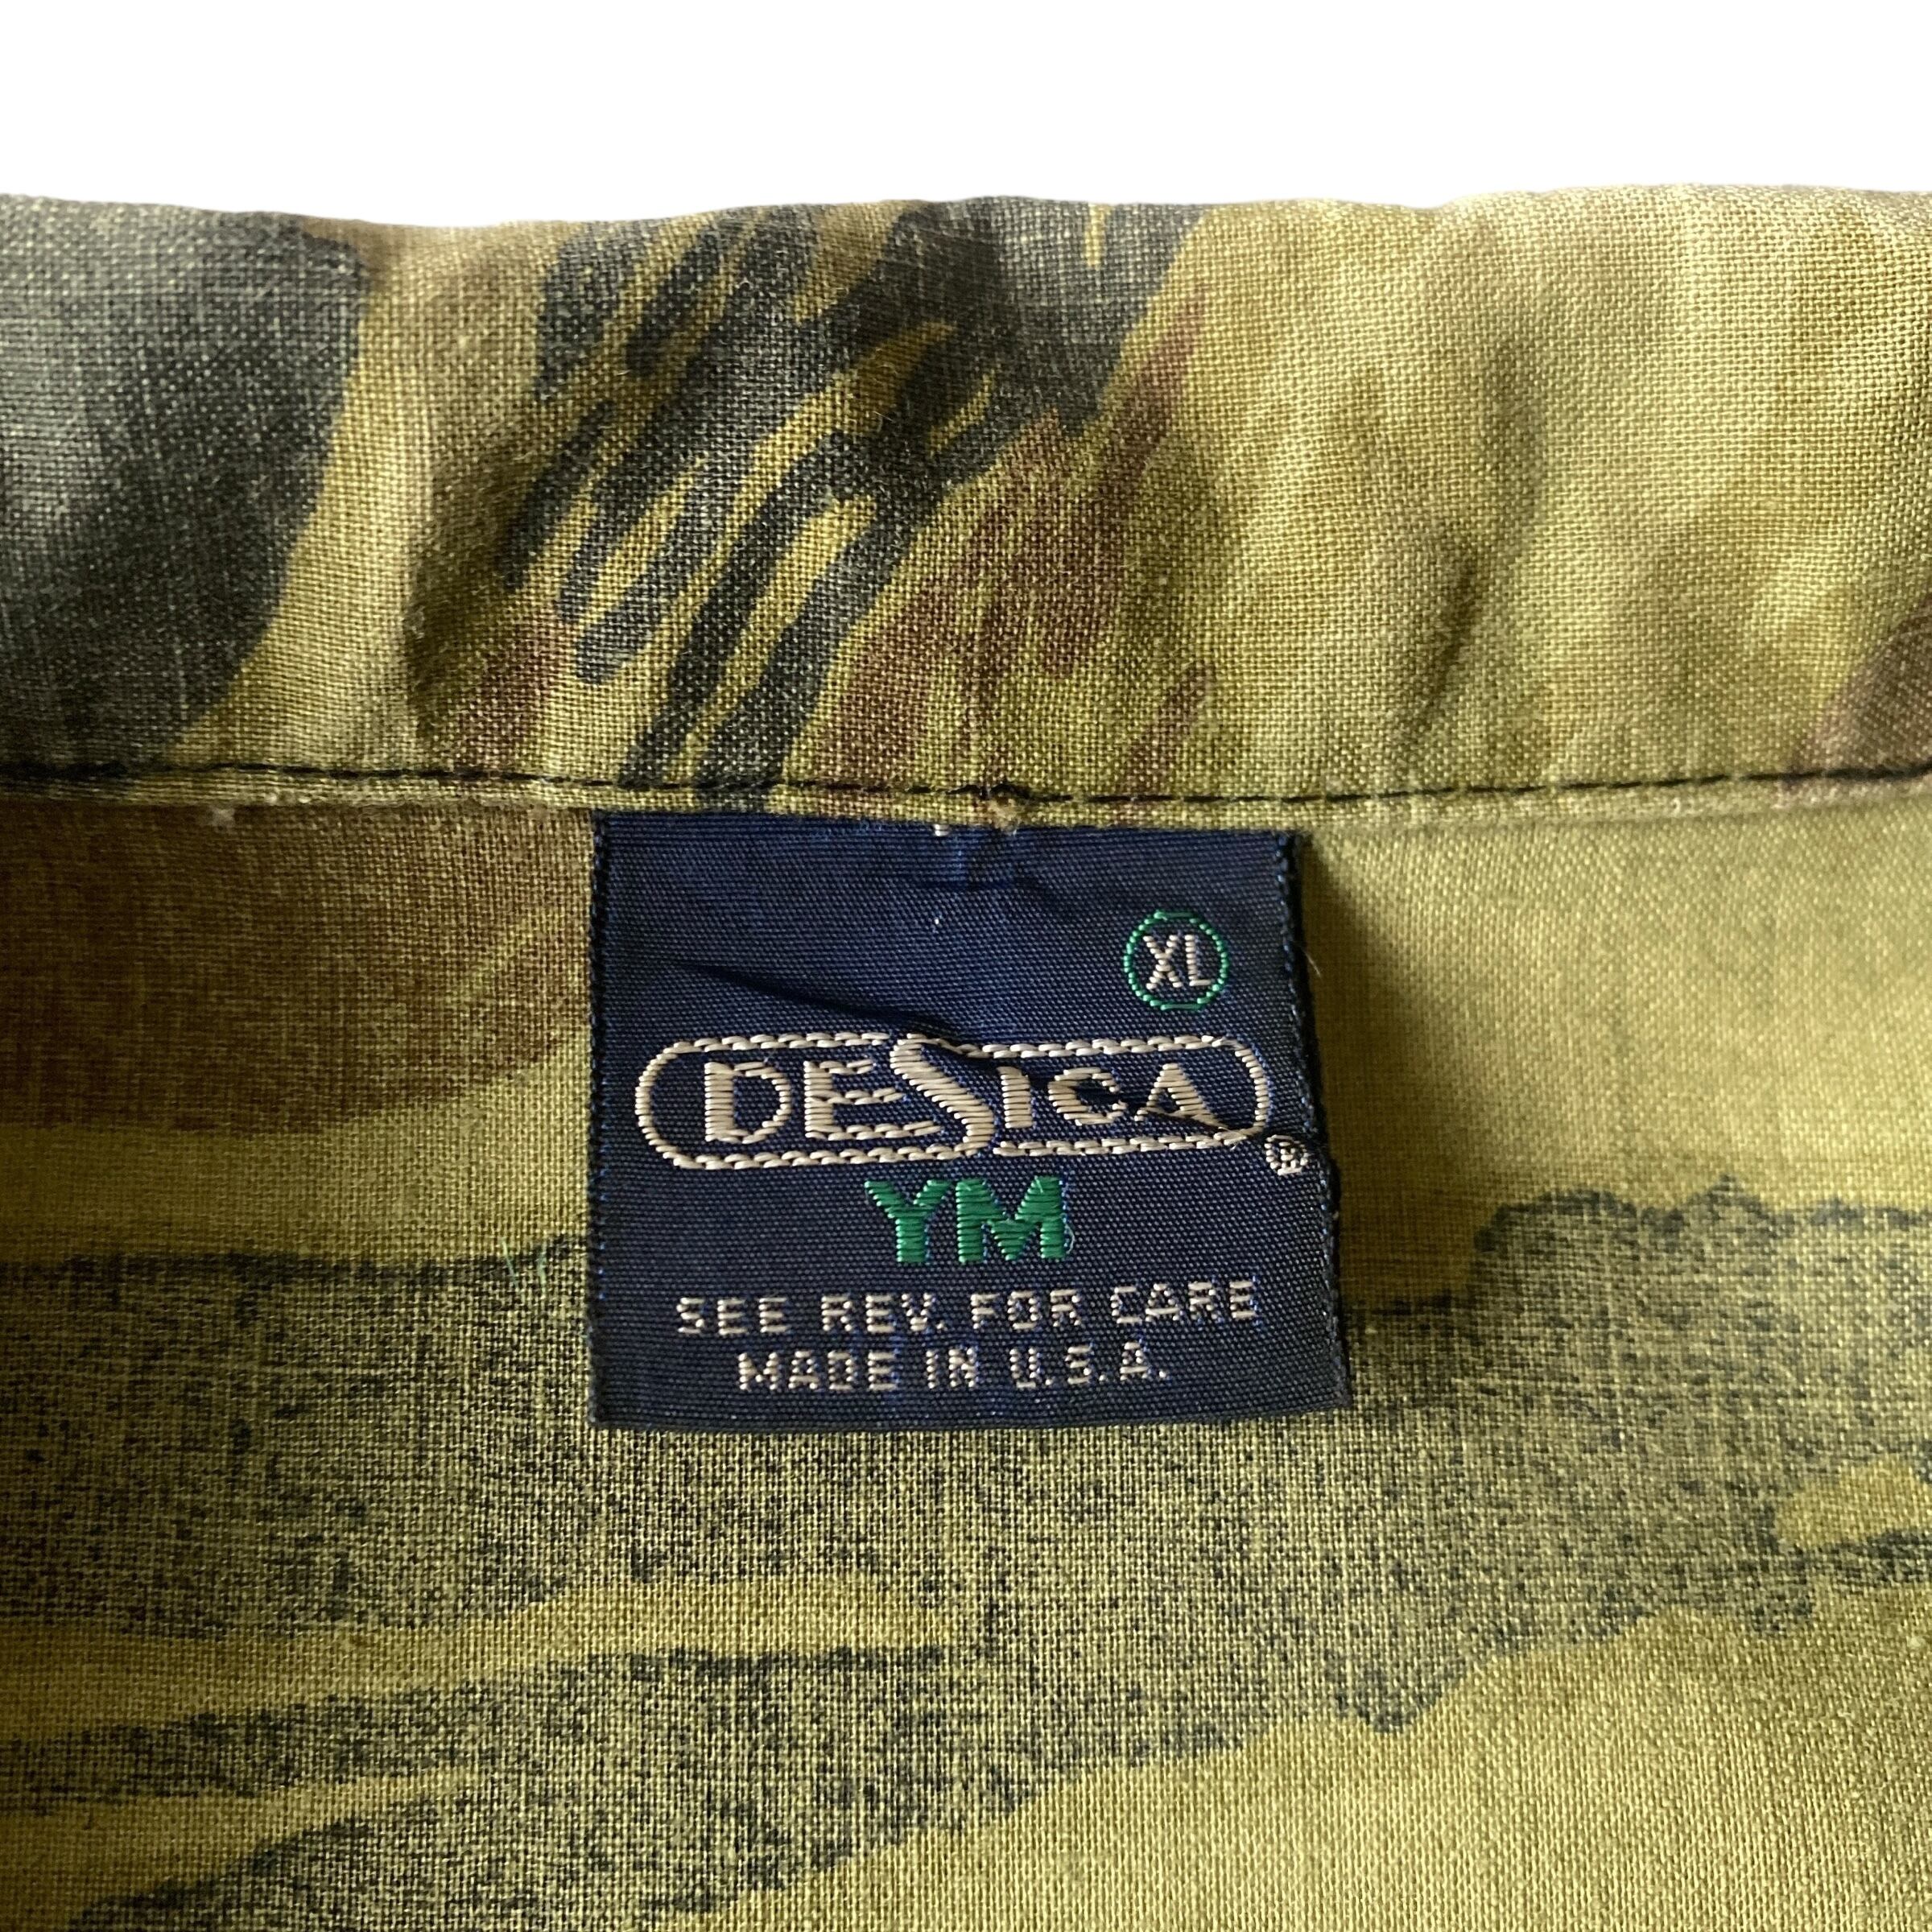 XL
DESICA®
YM
SEE REV. FOR CARE
MADE IN U.S.A.